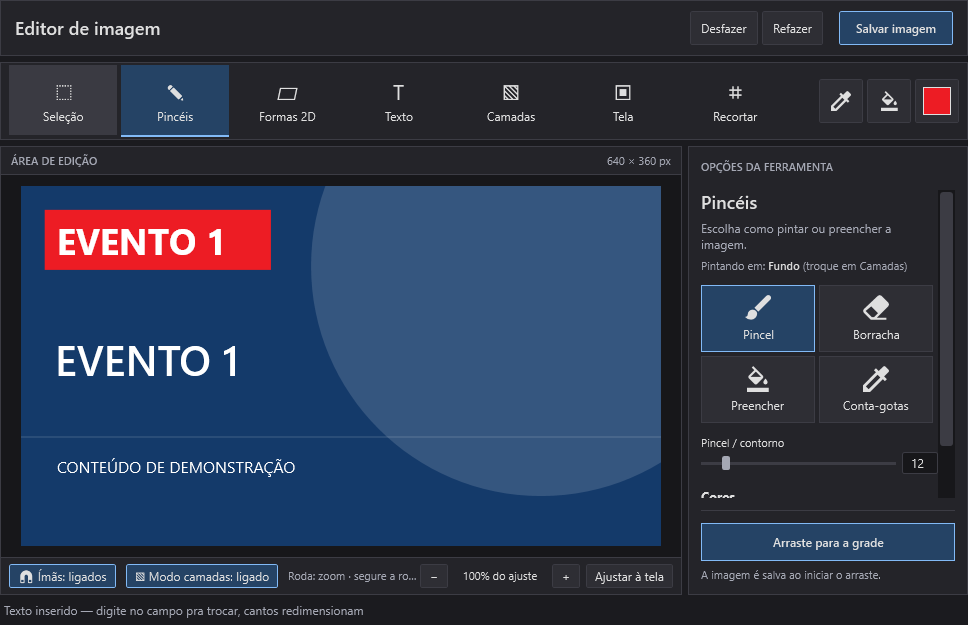 Editor de imagem
Desfazer
Refazer
Salvar imagem
Seleção
Pincéis
Formas 2D
Texto
Camadas
Tela
Recortar
ÁREA DE EDIÇÃO
640 × 360 px
EVENTO 1
EVENTO 1
CONTEÚDO DE DEMONSTRAÇÃO
Ímãs: ligados
Modo camadas: ligado
Roda: zoom · segure a ro...
–
100% do ajuste
+
Ajustar à tela
OPÇÕES DA FERRAMENTA
Pincéis
Escolha como pintar ou preencher a
imagem.
Pintando em: Fundo (troque em Camadas)
Pincel
Borracha
Preencher
Conta-gotas
Pincel / contorno
12
Cores
Arraste para a grade
A imagem é salva ao iniciar o arraste.
Texto inserido — digite no campo pra trocar, cantos redimensionam